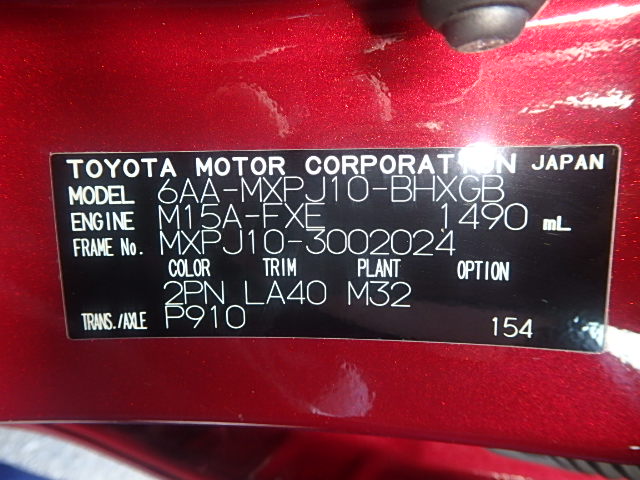 TOYOTA MOTOR CORPORATION JAPAN
MODEL 6AA-MXPJ10-BHXGB
ENGINE M15A-FXE 1490 mL
FRAME No. MXPJ10-3002024
COLOR TRIM PLANT OPTION
2PN LA40 M32
TRANS./AXLE P910
154